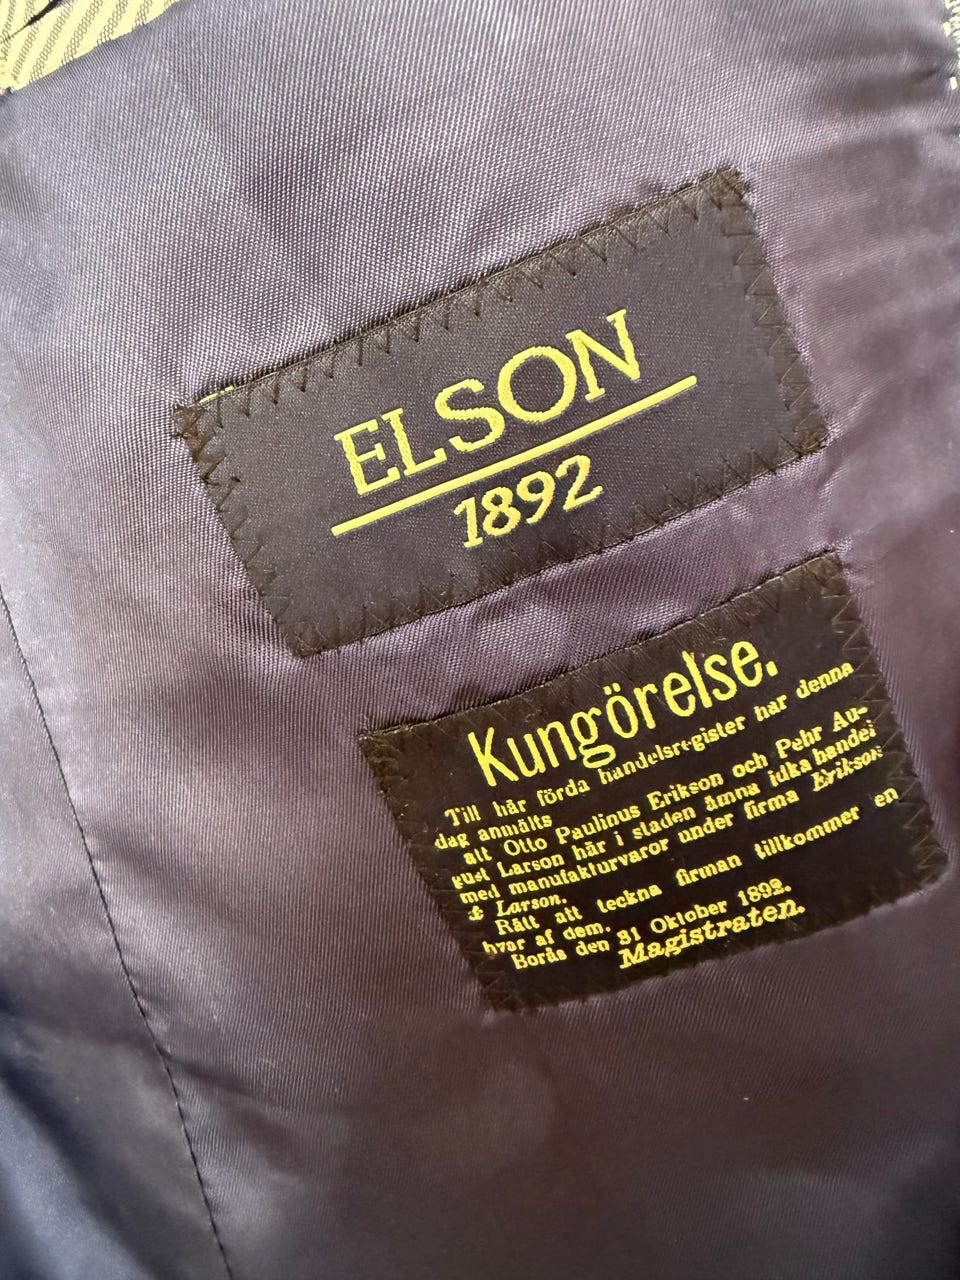 ELSON
1892
Kungörelse.
Till här förda handelsregister har denna
dag anmälts
att Otto Paulinus Erikson och Pehr Au-
gust Larson här i staden ämna idka handel
med manufakturvaror under firma Erikson
& Larson.
Rätt att teckna firman tillkommer en
hvar af dem.
Borås den 31 Oktober 1892.
Magistraten.